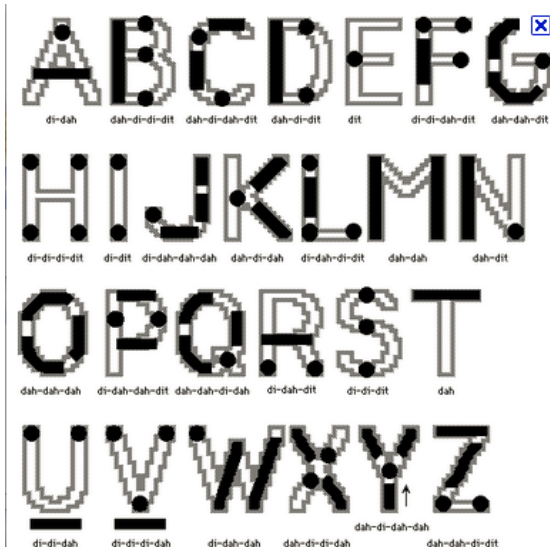 A B C D E F G
di-dah dah-di-di-dit dah-di-dah-dit dah-di-dit dit di-di-dah-dit dah-dah-dit
H I J K L M N
di-di-di-dit di-dit di-dah-dah-dah dah-di-dah di-dah-di-dit dah-dah dah-dit
O P Q R S T
dah-dah-dah di-dah-dah-dit dah-dah-di-dah di-dah-dit di-di-dit dah
U V W X Y Z
dah-di-dah-dah
di-di-dah di-di-di-dah di-dah-dah dah-di-di-dah dah-dah-di-dit